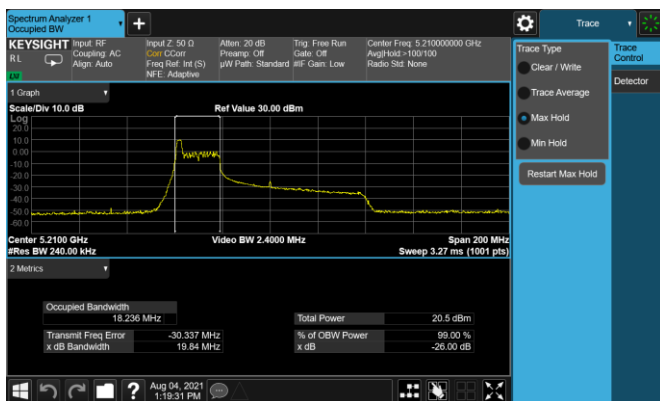 Spectrum Analyzer 1
Occupied BW
Trace
KEYSIGHT
RL
LXI
Input: RF
Coupling: AC
Align: Auto
Input Z: 50 Ω
Corr CCorr
Freq Ref: Int (S)
NFE: Adaptive
Atten: 20 dB
Preamp: Off
µW Path: Standard
Trig: Free Run
Gate: Off
#IF Gain: Low
Center Freq: 5.210000000 GHz
Avg|Hold:>100/100
Radio Std: None
1 Graph
Scale/Div 10.0 dB
Ref Value 30.00 dBm
Log
20.0
10.0
0.00
-10.0
-20.0
-30.0
-40.0
-50.0
-60.0
Center 5.2100 GHz
Video BW 2.4000 MHz
Span 200 MHz
#Res BW 240.00 kHz
Sweep 3.27 ms (1001 pts)
2 Metrics
Occupied Bandwidth
18.236 MHz
Total Power 20.5 dBm
Transmit Freq Error -30.337 MHz
% of OBW Power 99.00 %
x dB Bandwidth 19.84 MHz
x dB -26.00 dB
Trace Type
Clear / Write
Trace Average
Max Hold
Min Hold
Restart Max Hold
Trace
Control
Detector
?
Aug 04, 2021
1:19:31 PM